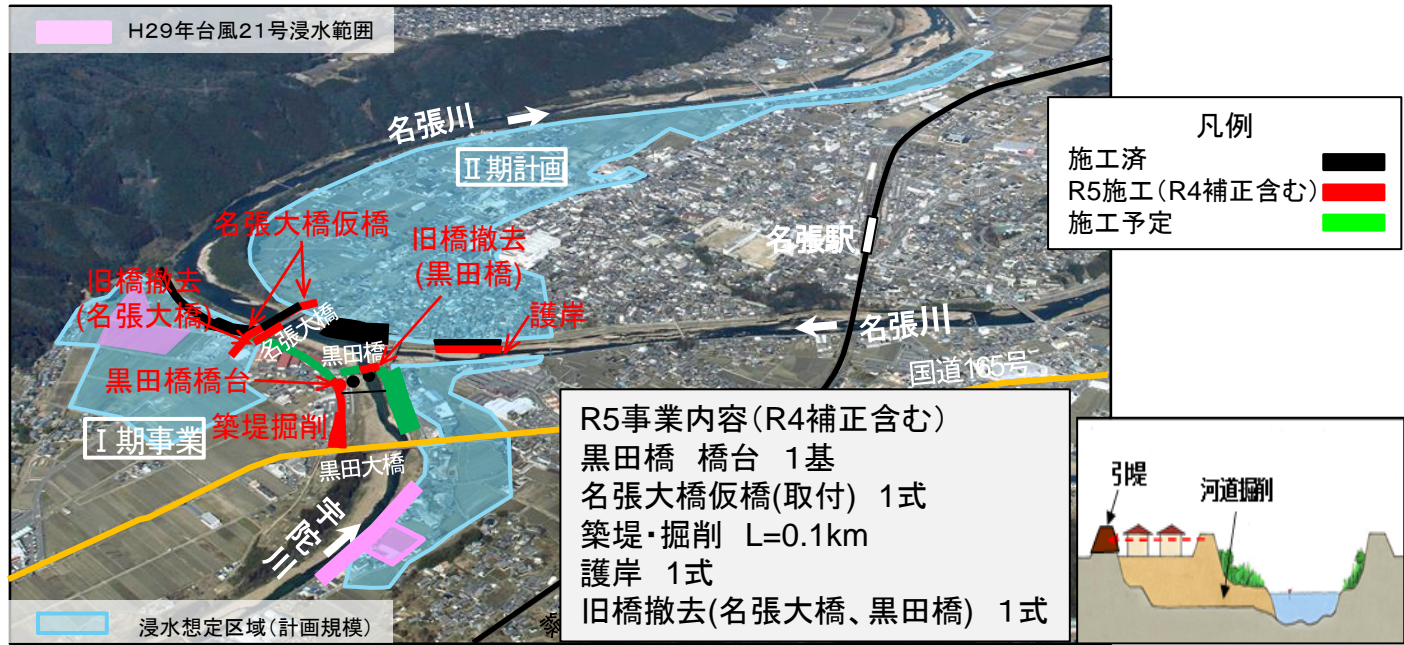 H29年台風21号浸水範囲
名張川
Ⅱ期計画
凡例
施工済
R5施工(R4補正含む)
施工予定
名張大橋仮橋
旧橋撤去
(黒田橋)
名張駅
旧橋撤去
(名張大橋)
護岸
名張川
名張大橋
黒田橋
国道165号
黒田橋橋台
築堤掘削
Ⅰ期事業
黒田大橋
宇陀川
R5事業内容(R4補正含む)
黒田橋 橋台 1基
名張大橋仮橋(取付) 1式
築堤・掘削 L=0.1km
護岸 1式
旧橋撤去(名張大橋、黒田橋) 1式
引堤
河道掘削
浸水想定区域(計画規模)